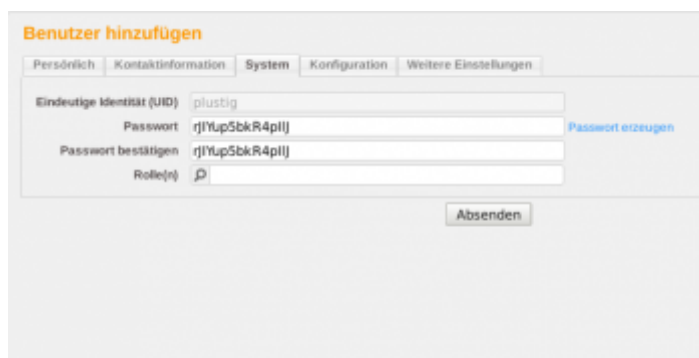 Benutzer hinzufügen
Persönlich Kontaktinformation System Konfiguration Weitere Einstellungen
Eindeutige Identität (UID) plustig
Passwort Passwort erzeugen
Passwort bestätigen
Rolle(n)
Absenden